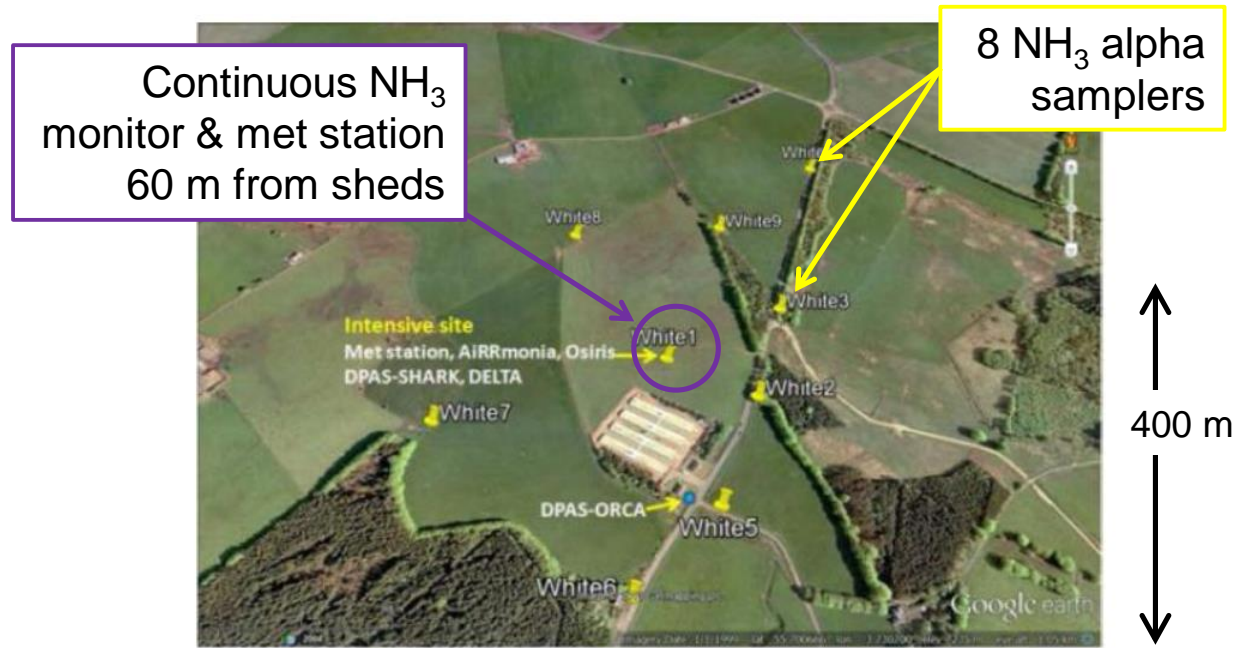 Continuous NH₃
monitor & met station
60 m from sheds
8 NH₃ alpha
samplers
White
White8
White9
White3
Intensive site
White1
Met station, AiRRmonia, Osiris
DPAS-SHARK, DELTA
White2
White7
400 m
DPAS-ORCA
White5
White6
Google earth